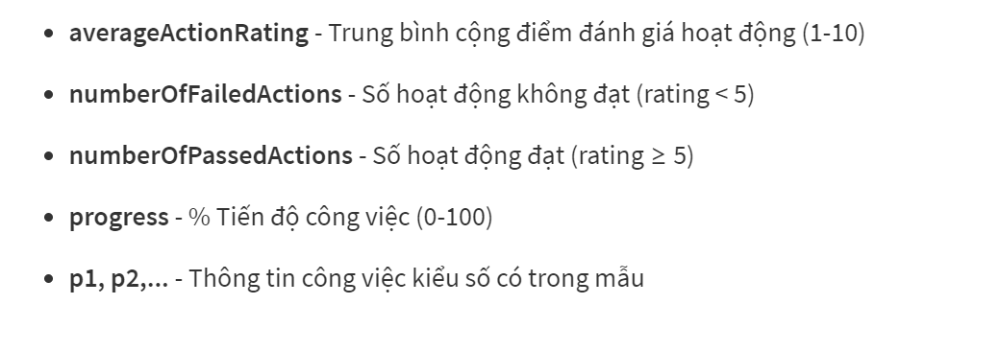 • averageActionRating - Trung bình cộng điểm đánh giá hoạt động (1-10)
• numberOfFailedActions - Số hoạt động không đạt (rating < 5)
• numberOfPassedActions - Số hoạt động đạt (rating ≥ 5)
• progress - % Tiến độ công việc (0-100)
• p1, p2,... - Thông tin công việc kiểu số có trong mẫu